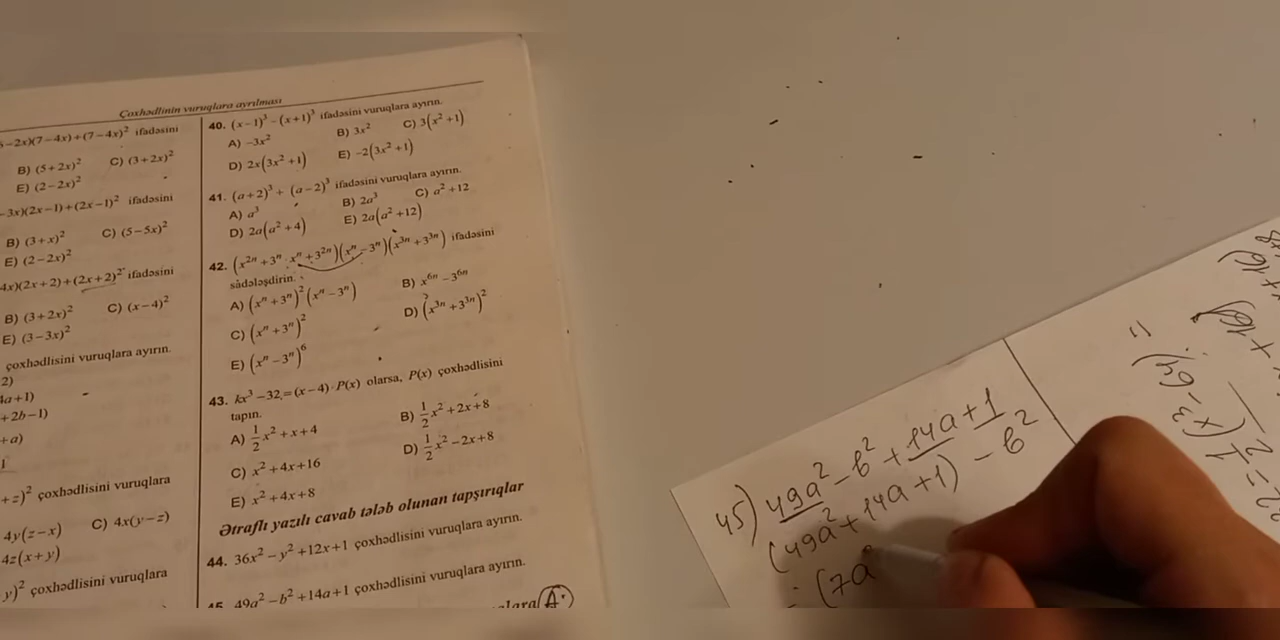 Çoxhədlinin vuruqlara ayrılması
-2x)(7-4x)+(7-4x)² ifadəsini
B) (5+2x)² C) (3+2x)²
E) (2-2x)²
-3x)(2x-1)+(2x-1)² ifadəsini
B) (3+x)² C) (5-5x)²
E) (2-2x)²
4x)(2x+2)+(2x+2)² ifadəsini
B) (3+2x)² C) (x-4)²
E) (3-3x)²
çoxhədlisini vuruqlara ayırın.
2)
4a+1)
+2b-1)
+a)
+z)² çoxhədlisini vuruqlara
4y(z-x) C) 4x(y-z)
4z(x+y)
y)² çoxhədlisini vuruqlara
40. (x-1)³-(x+1)³ ifadəsini vuruqlara ayırın.
A) -3x² B) 3x² C) 3(x²+1)
D) 2x(3x²+1) E) -2(3x²+1)
41. (a+2)³+(a-2)³ ifadəsini vuruqlara ayırın.
A) a³ B) 2a³ C) a²+12
D) 2a(a²+4) E) 2a(a²+12)
42. (x²ⁿ+3ⁿ·xⁿ+3²ⁿ)(xⁿ-3ⁿ)(x³ⁿ+3³ⁿ) ifadəsini
sadələşdirin.
A) (xⁿ+3ⁿ)²(xⁿ-3ⁿ) B) x⁶ⁿ-3⁶ⁿ
C) (xⁿ+3ⁿ)² D) (x³ⁿ+3³ⁿ)²
E) (xⁿ-3ⁿ)⁶
43. kx³-32=(x-4)·P(x) olarsa, P(x) çoxhədlisini
tapın.
A) 1/2x²+x+4 B) 1/2x²+2x+8
C) x²+4x+16 D) 1/2x²-2x+8
E) x²+4x+8
Ətraflı yazılı cavab tələb olunan tapşırıqlar
44. 36x²-y²+12x+1 çoxhədlisini vuruqlara ayırın.
45. 49a²-b²+14a+1 çoxhədlisini vuruqlara ayırın.
A
45) 49a²-b²+14a+1
(49a²+14a+1)-b²
=(7a